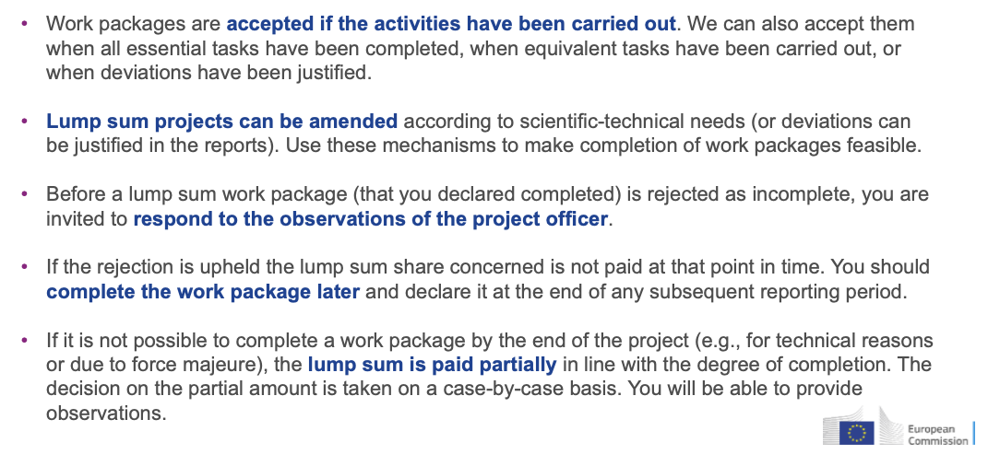 • Work packages are accepted if the activities have been carried out. We can also accept them
when all essential tasks have been completed, when equivalent tasks have been carried out, or
when deviations have been justified.
• Lump sum projects can be amended according to scientific-technical needs (or deviations can
be justified in the reports). Use these mechanisms to make completion of work packages feasible.
• Before a lump sum work package (that you declared completed) is rejected as incomplete, you are
invited to respond to the observations of the project officer.
• If the rejection is upheld the lump sum share concerned is not paid at that point in time. You should
complete the work package later and declare it at the end of any subsequent reporting period.
• If it is not possible to complete a work package by the end of the project (e.g., for technical reasons
or due to force majeure), the lump sum is paid partially in line with the degree of completion. The
decision on the partial amount is taken on a case-by-case basis. You will be able to provide
observations.
European
Commission